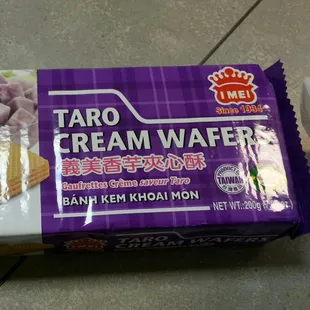 I MEI
Since 1934
TARO
CREAM WAFERS
義美香芋夾心酥
Gaufrettes Crème saveur Taro
BÁNH KEM KHOAI MÔN
TAIWAN
NET WT.:200g
TARO
CREAM WAFERS